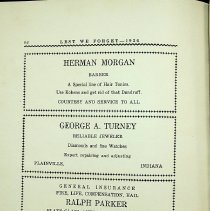 LEST WE FORGET—1926
HERMAN MORGAN
BARBER
A Special line of Hair Tonics.
Use Kokens and get rid of that Dandruff.
COURTESY AND SERVICE TO ALL
GEORGE A. TURNEY
RELIABLE JEWELER
Diamonds and fine Watches
Expert repairing and adjusting
PLAINVILLE, INDIANA
GENERAL INSURANCE
FIRE, LIFE, COMPENSATION, HAIL
RALPH PARKER